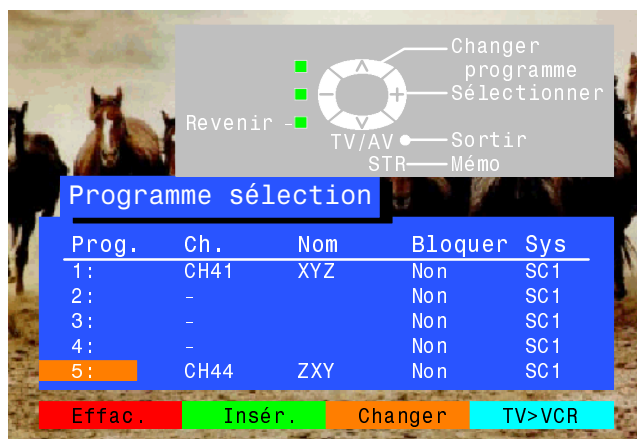 Changer
programme
Sélectionner
Revenir
TV/AV Sortir
STR Mémo
Programme sélection
Prog. Ch. Nom Bloquer Sys
1: CH41 XYZ Non SC1
2: - Non SC1
3: - Non SC1
4: - Non SC1
5: CH44 ZXY Non SC1
Effac. Insér. Changer TV>VCR